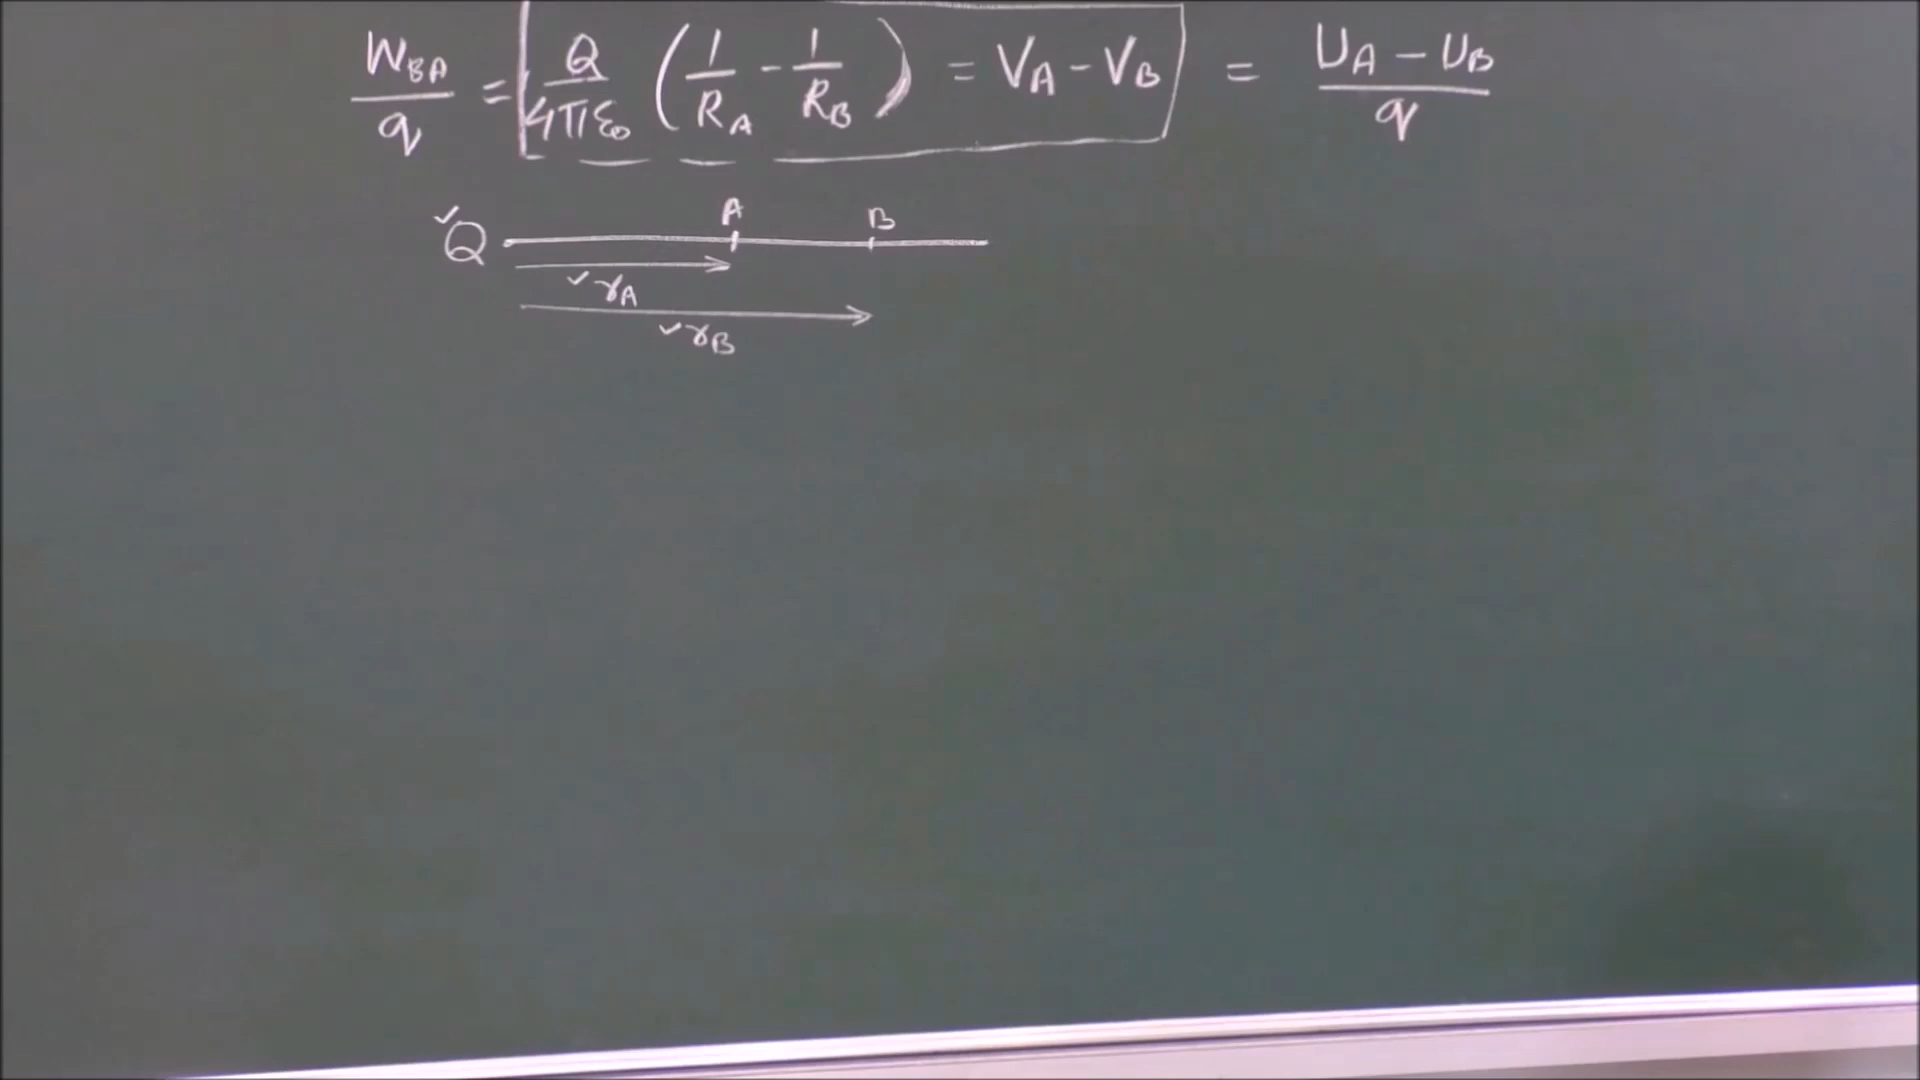 W_BA / q = Q / 4πε₀ ( 1 / R_A - 1 / R_B ) = V_A - V_B = U_A - U_B / q
A B
✓Q
✓ r_A
✓ r_B